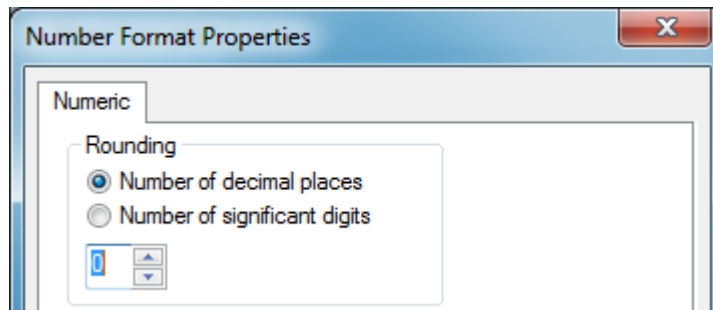 Number Format Properties
Numeric
Rounding
Number of decimal places
Number of significant digits
0